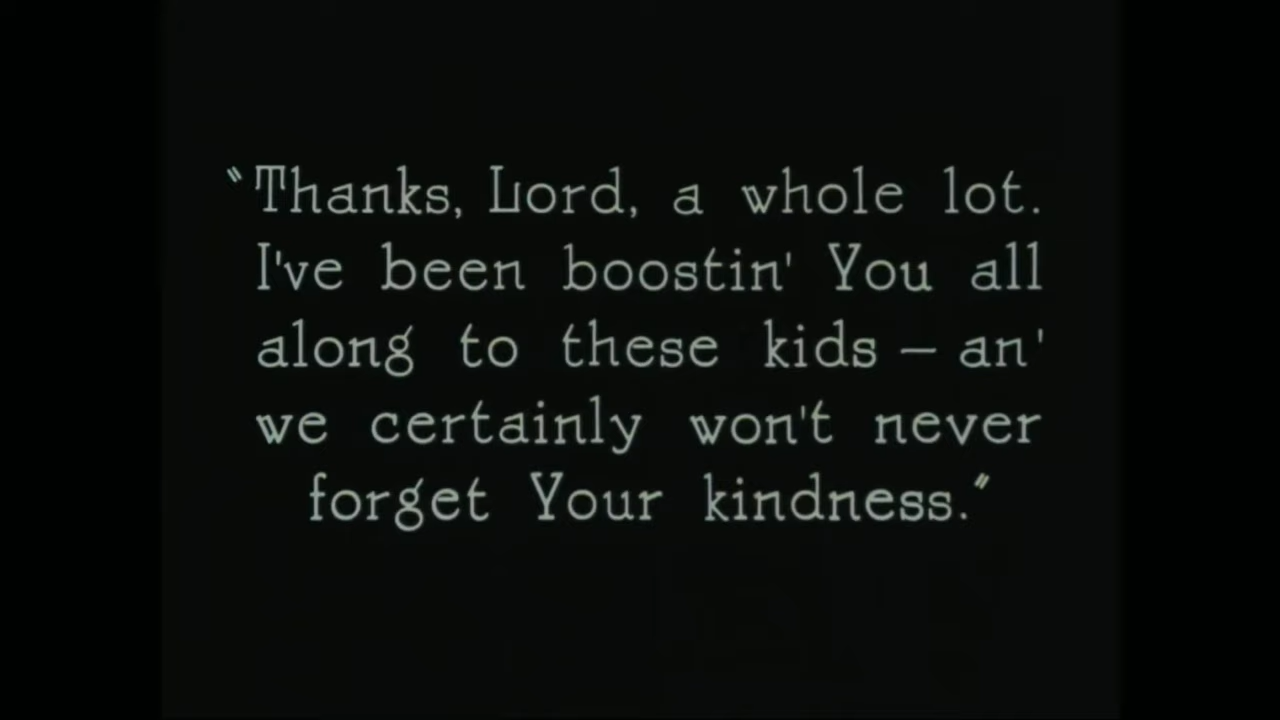 "Thanks, Lord, a whole lot.
I've been boostin' You all
along to these kids — an'
we certainly won't never
forget Your kindness."